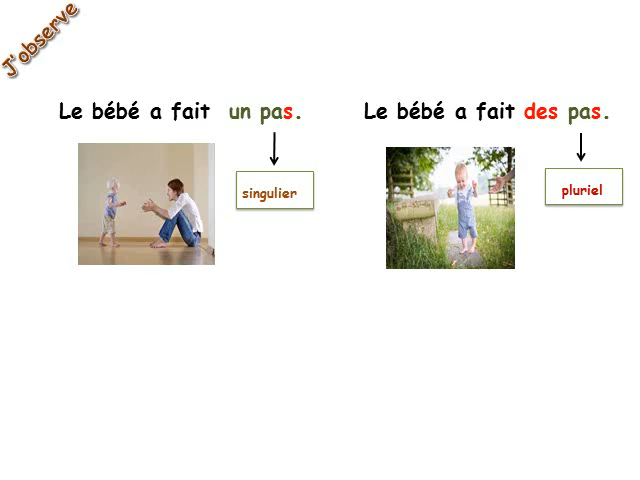 J'observe
Le bébé a fait un pas.
singulier
Le bébé a fait des pas.
pluriel